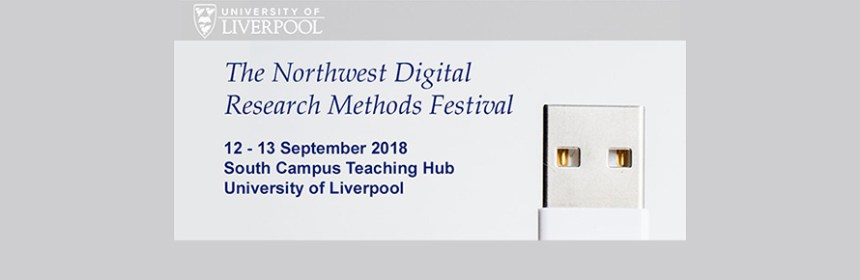 UNIVERSITY OF
LIVERPOOL
The Northwest Digital
Research Methods Festival
12 - 13 September 2018
South Campus Teaching Hub
University of Liverpool